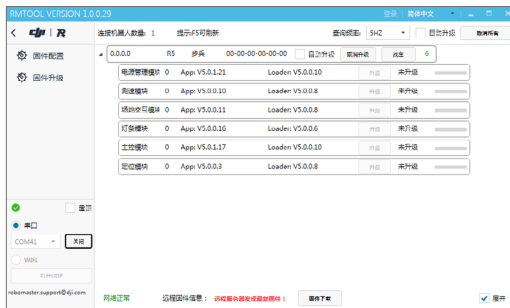 RMTOOL VERSION 1.0.0.29
登录 简体中文
dji R 连接机器人数量: 1 提示:F5可刷新 查询频率: 5HZ 自动升级 取消所有
固件配置
固件升级
0.0.0.0 R5 步兵 00-00-00-00-00-00 自动升级 取消升级 战车 6
电源管理模块 0 App: V5.0.1.21 Loader: V5.0.0.10 升级 未升级
测速模块 0 App: V5.0.0.10 Loader: V5.0.0.8 升级 未升级
场地交互模块 0 App: V5.0.0.11 Loader: V5.0.0.8 升级 未升级
灯条模块 0 App: V5.0.0.16 Loader: V5.0.0.6 升级 未升级
主控模块 0 App: V5.0.1.17 Loader: V5.0.0.10 升级 未升级
定位模块 0 App: V5.0.0.3 Loader: V5.0.0.8 升级 未升级
置顶
串口
COM41 关闭
WIFI
robomaster.support@dji.com
网络正常 远程固件信息: 远程服务器发现最新固件! 固件下载 展开